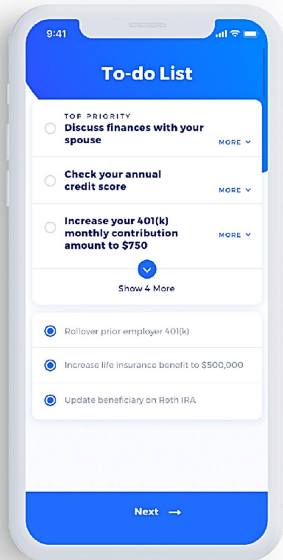 9:41
To-do List
TOP PRIORITY
Discuss finances with your
spouse
MORE
Check your annual
credit score
MORE
Increase your 401(k)
monthly contribution
amount to $750
MORE
Show 4 More
Rollover prior employer 401(k)
Increase life insurance benefit to $500,000
Update beneficiary on Roth IRA
Next →